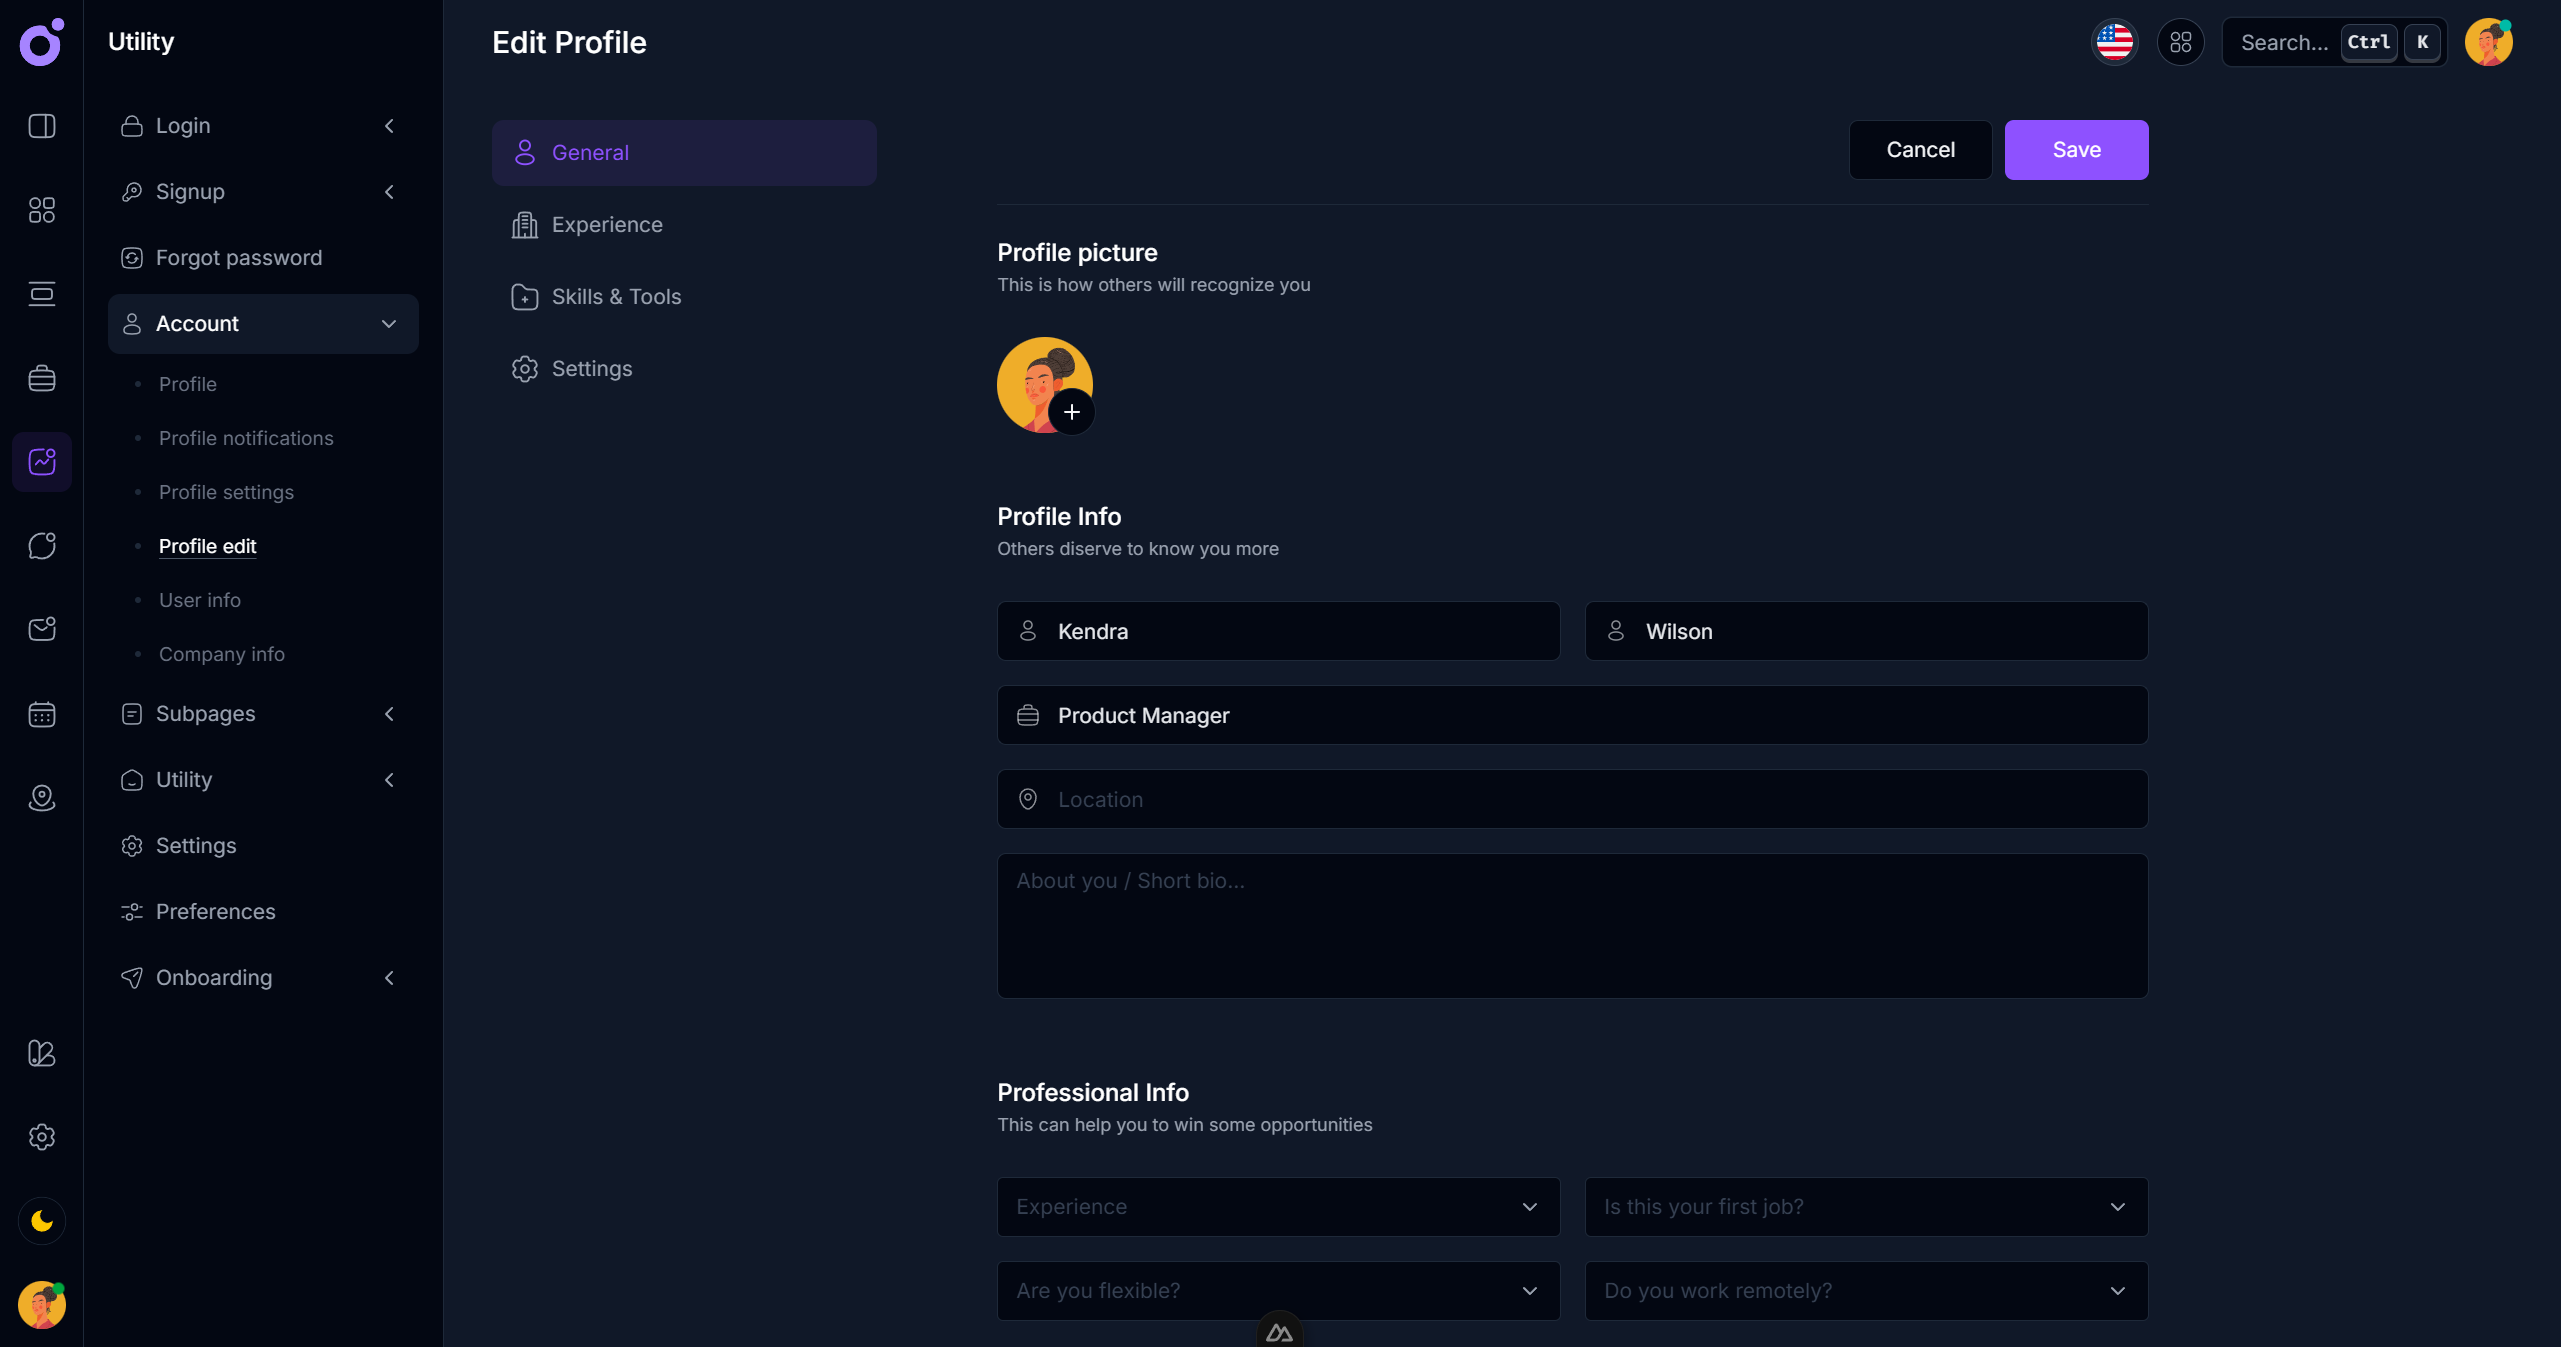 Utility
Login
Signup
Forgot password
Account
Profile
Profile notifications
Profile settings
Profile edit
User info
Company info
Subpages
Utility
Settings
Preferences
Onboarding
Edit Profile
Search...
Ctrl
K
General
Experience
Skills & Tools
Settings
Cancel
Save
Profile picture
This is how others will recognize you
Profile Info
Others diserve to know you more
Kendra
Wilson
Product Manager
Location
About you / Short bio...
Professional Info
This can help you to win some opportunities
Experience
Is this your first job?
Are you flexible?
Do you work remotely?